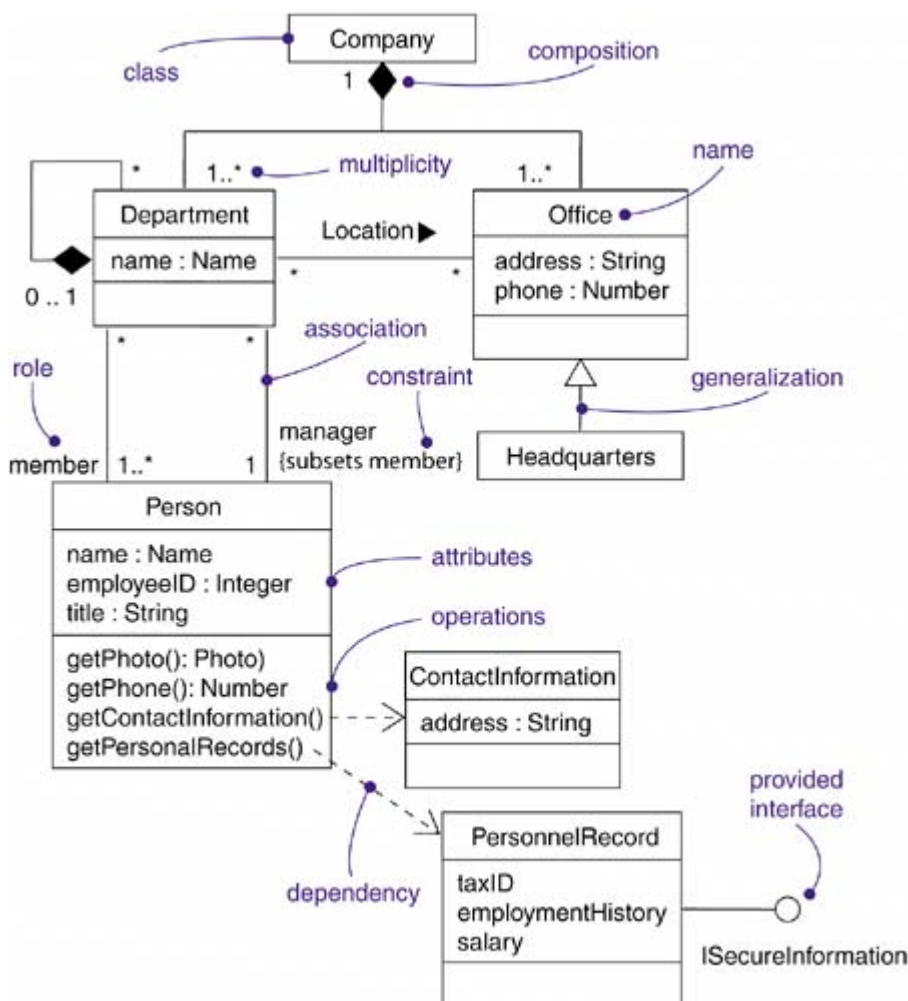 Company
class
composition
1
*
1..*
multiplicity
1..*
name
Department
name : Name
Location ▶
Office
address : String
phone : Number
0 .. 1
*
*
*
*
association
role
constraint
generalization
member
1..*
1
manager
{subsets member}
Headquarters
Person
name : Name
employeeID : Integer
title : String
attributes
operations
getPhoto(): Photo)
getPhone(): Number
getContactInformation()
getPersonalRecords()
ContactInformation
address : String
provided
interface
dependency
PersonnelRecord
taxID
employmentHistory
salary
ISecureInformation